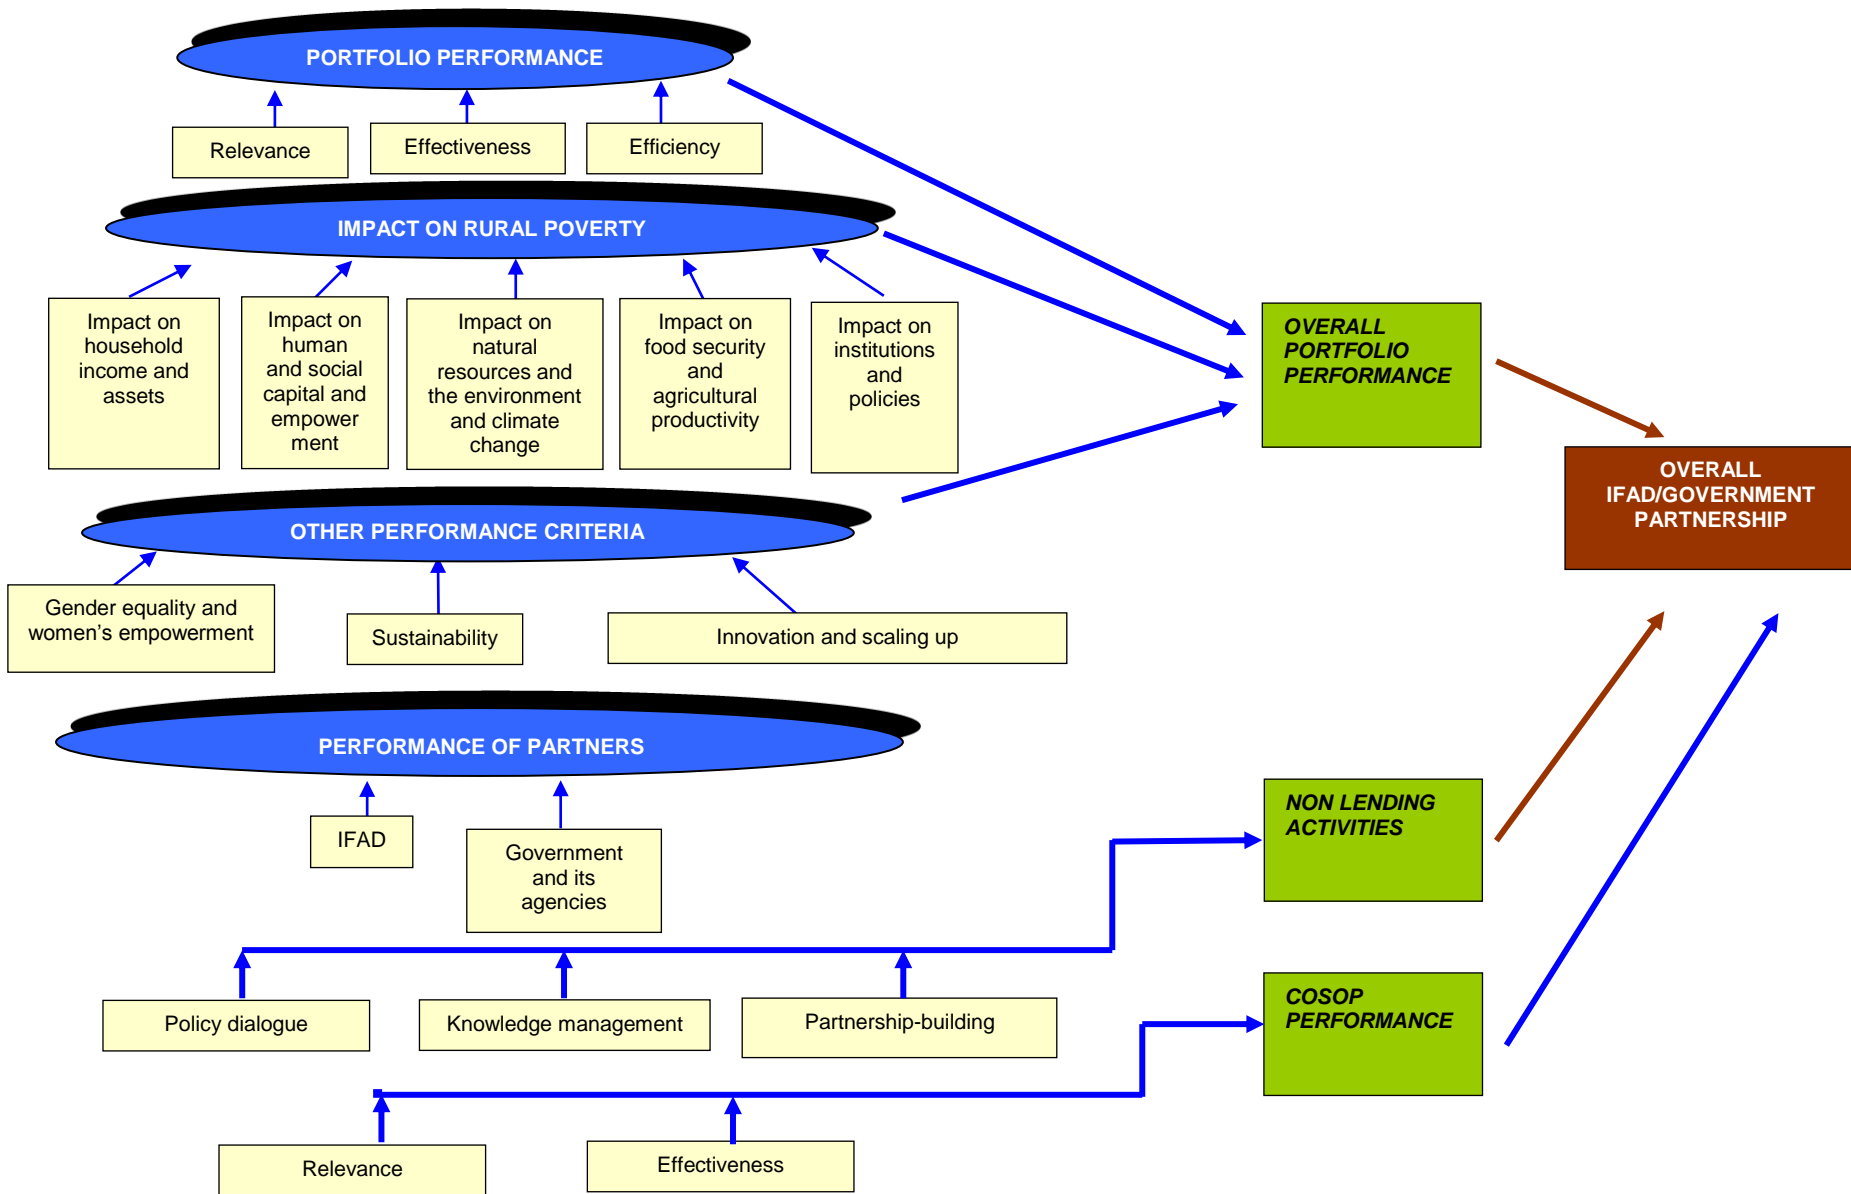 PORTFOLIO PERFORMANCE
Relevance
Effectiveness
Efficiency
IMPACT ON RURAL POVERTY
Impact on
household
income and
assets
Impact on
human
and social
capital and
empower
ment
Impact on
natural
resources and
the environment
and climate
change
Impact on
food security
and
agricultural
productivity
Impact on
institutions
and
policies
OVERALL
PORTFOLIO
PERFORMANCE
OVERALL
IFAD/GOVERNMENT
PARTNERSHIP
OTHER PERFORMANCE CRITERIA
Gender equality and
women’s empowerment
Sustainability
Innovation and scaling up
PERFORMANCE OF PARTNERS
IFAD
Government
and its
agencies
NON LENDING
ACTIVITIES
Policy dialogue
Knowledge management
Partnership-building
COSOP
PERFORMANCE
Relevance
Effectiveness